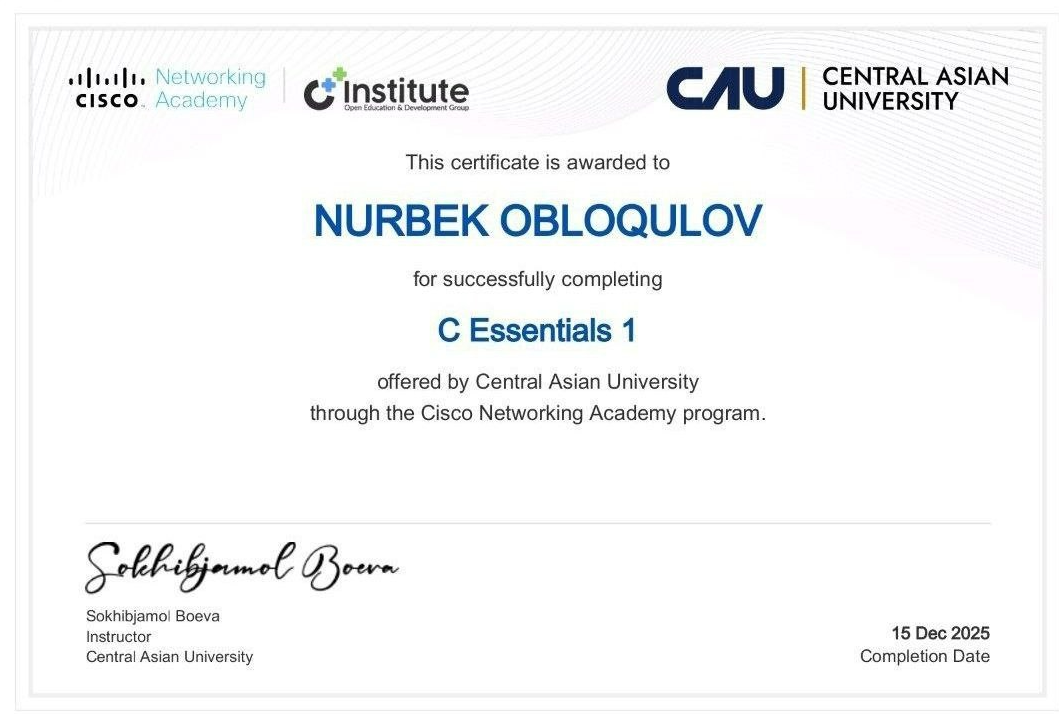 CISCO Networking Academy
C++ Institute
Open Education & Development Group
CAU CENTRAL ASIAN UNIVERSITY
This certificate is awarded to
NURBEK OBLOQULOV
for successfully completing
C Essentials 1
offered by Central Asian University
through the Cisco Networking Academy program.
Sokhibjamol Boeva
Sokhibjamol Boeva
Instructor
Central Asian University
15 Dec 2025
Completion Date